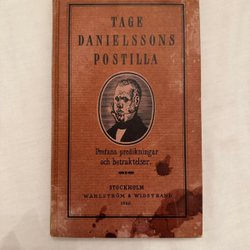 TAGE
DANIELSSONS
POSTILLA
Profana predikningar
och betraktelser.
STOCKHOLM
WAHLSTRÖM & WIDSTRAND